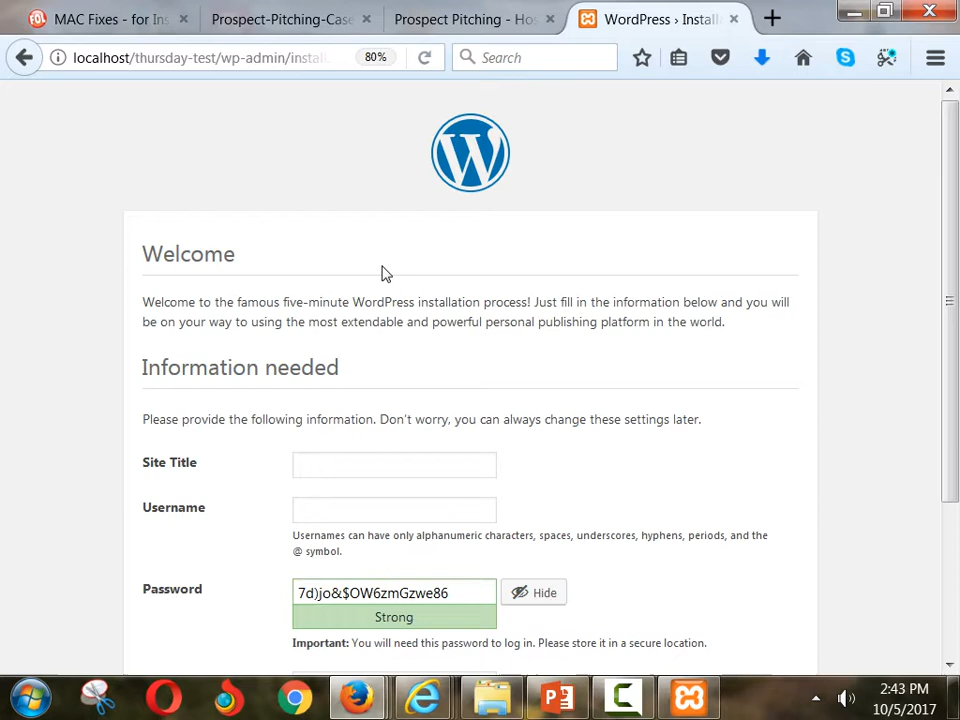 MAC Fixes - for Ins
Prospect-Pitching-Case
Prospect Pitching - Hos
WordPress › Install
localhost/thursday-test/wp-admin/install.
80%
Search
Welcome
Welcome to the famous five-minute WordPress installation process! Just fill in the information below and you will
be on your way to using the most extendable and powerful personal publishing platform in the world.
Information needed
Please provide the following information. Don't worry, you can always change these settings later.
Site Title
Username
Usernames can have only alphanumeric characters, spaces, underscores, hyphens, periods, and the
@ symbol.
Password
7d)jo&$OW6zmGzwe86
Hide
Strong
Important: You will need this password to log in. Please store it in a secure location.
2:43 PM
10/5/2017